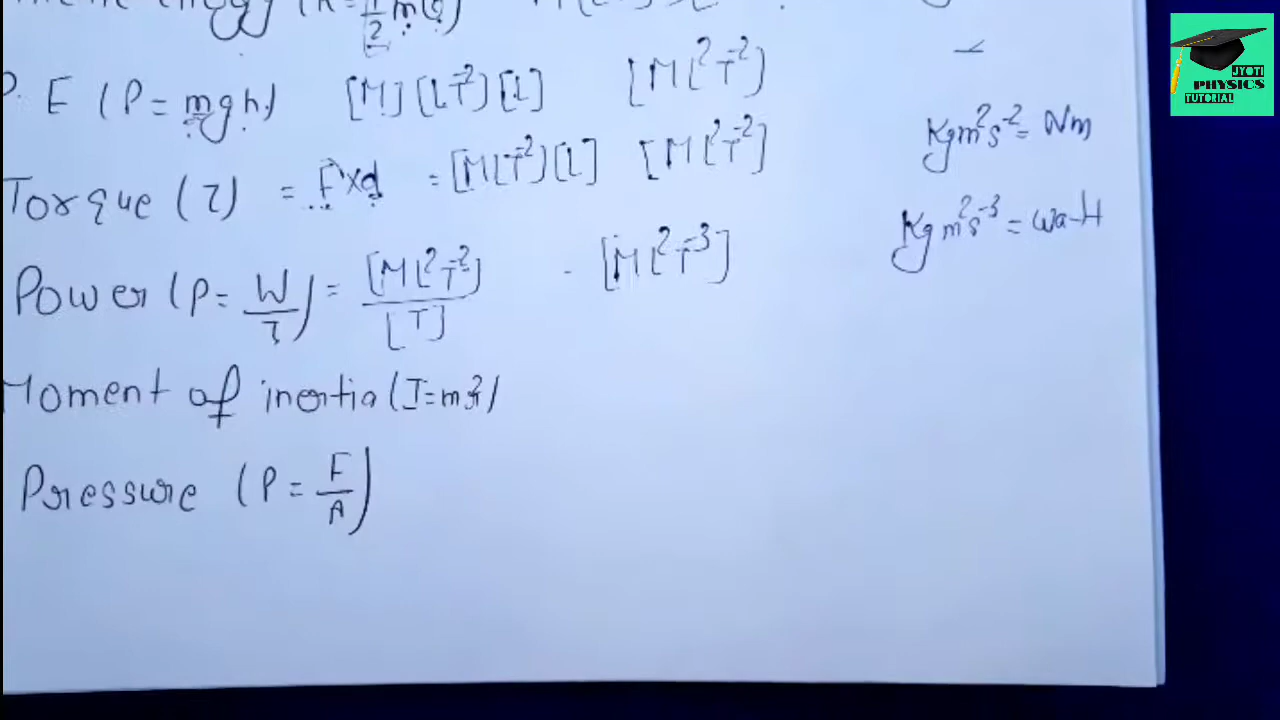 P. E (P = mgh) [M][LT⁻²][L] [ML²T⁻²]
Kgm²s⁻² = Nm
Torque (τ) = F×d = [MLT⁻²][L] [ML²T⁻²]
Kgm²s⁻³ = watt
Power (P = W/T) = [ML²T⁻²]/[T] [ML²T⁻³]
Moment of inertia (I=mr²)
Pressure (P = F/A)
JYOTI
PHYSICS
TUTORIAL